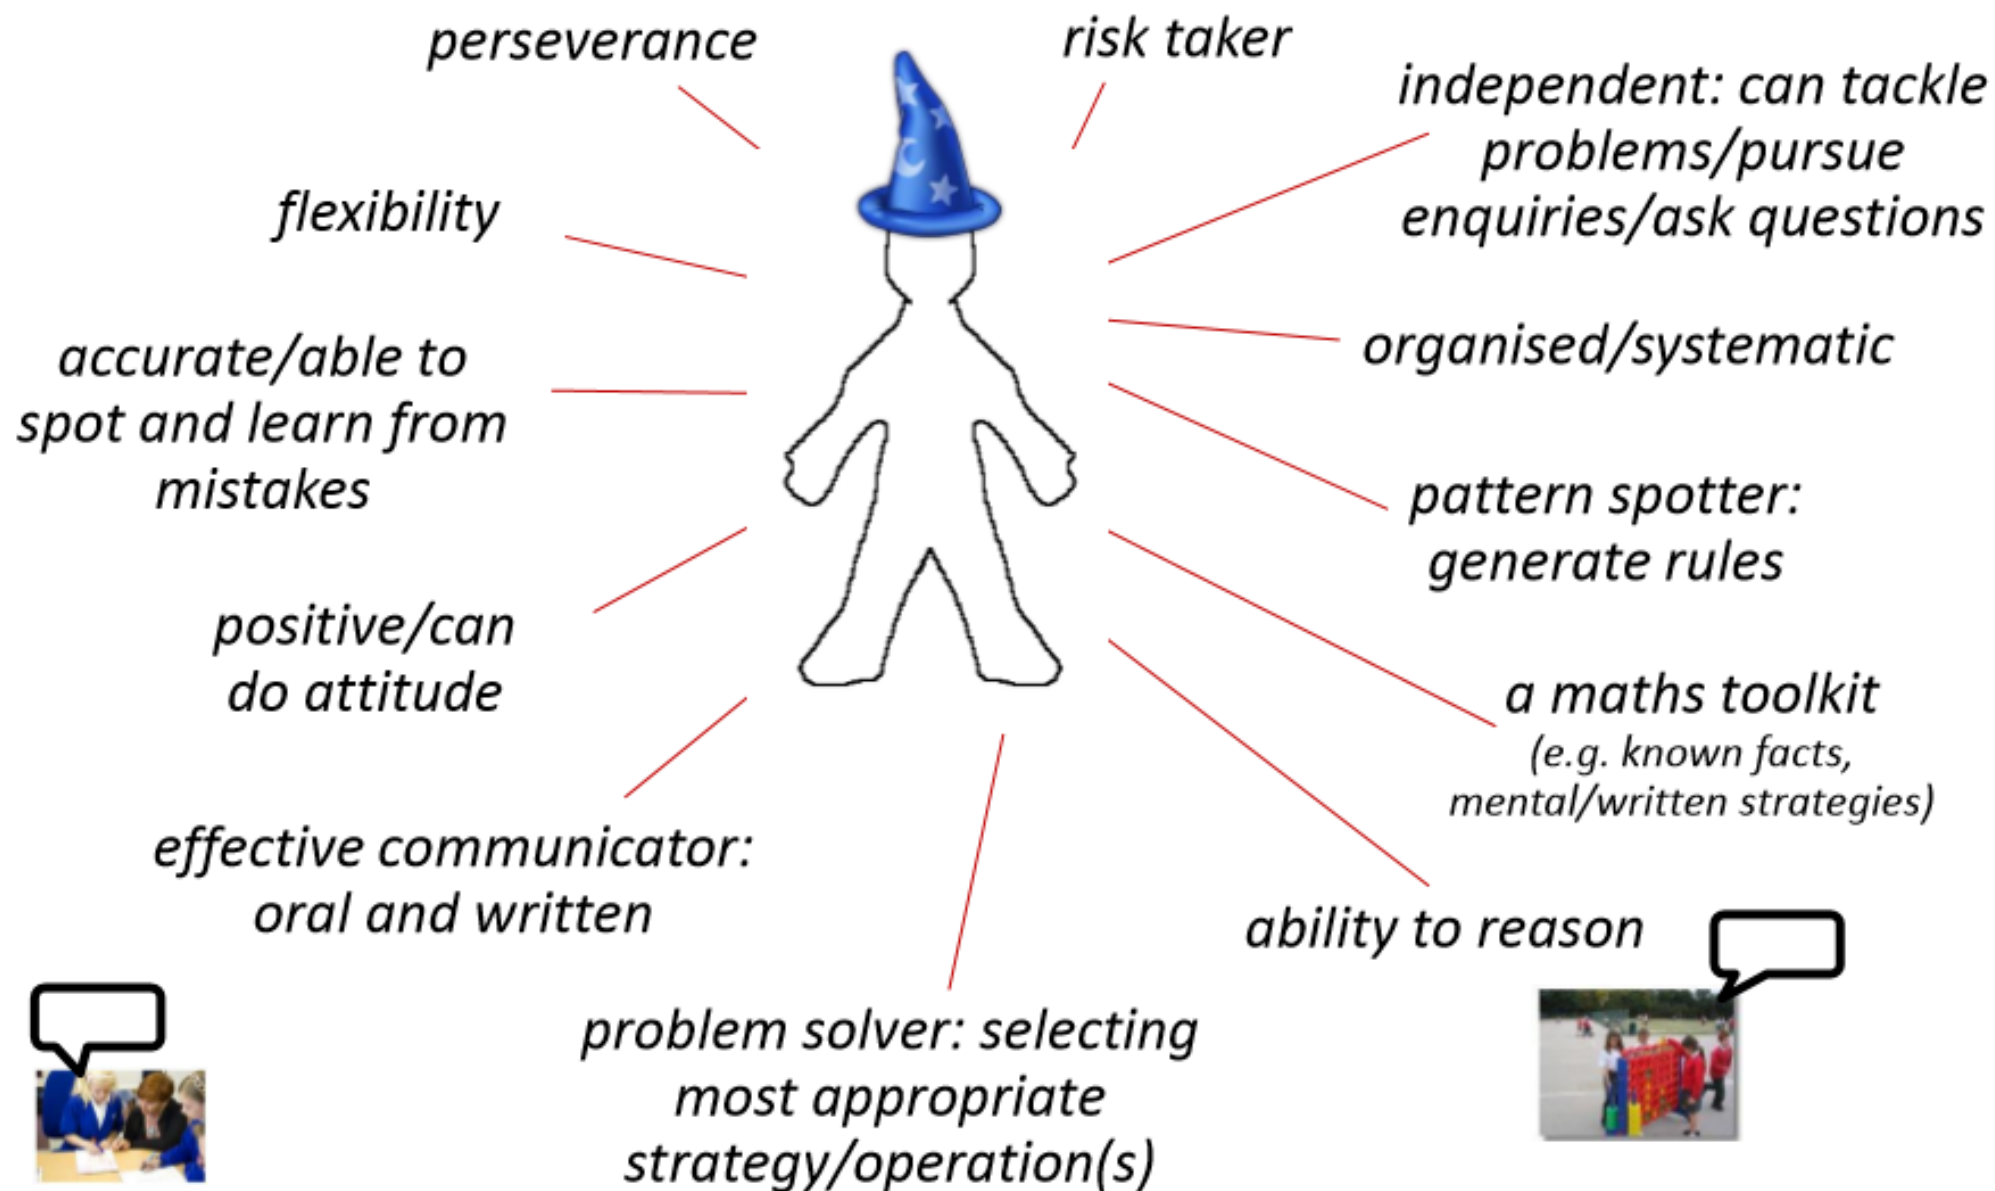 perseverance
risk taker
independent: can tackle
problems/pursue
enquiries/ask questions
flexibility
organised/systematic
accurate/able to
spot and learn from
mistakes
pattern spotter:
generate rules
positive/can
do attitude
a maths toolkit
(e.g. known facts,
mental/written strategies)
effective communicator:
oral and written
ability to reason
problem solver: selecting
most appropriate
strategy/operation(s)